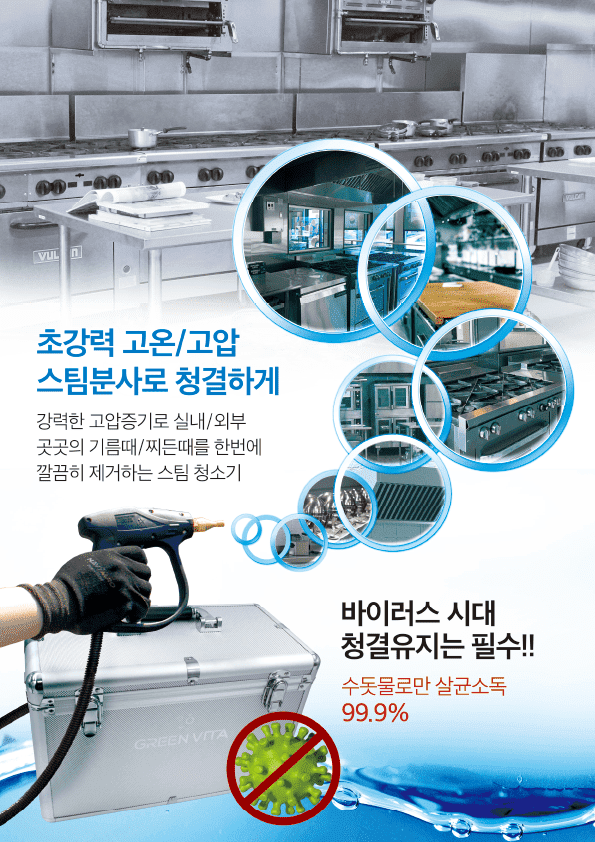 VULCAN
초강력 고온/고압
스팀분사로 청결하게
강력한 고압증기로 실내/외부
곳곳의 기름때/찌든때를 한번에
깔끔히 제거하는 스팀 청소기
바이러스 시대
청결유지는 필수!!
수돗물로만 살균소독
99.9%
GREEN VITA